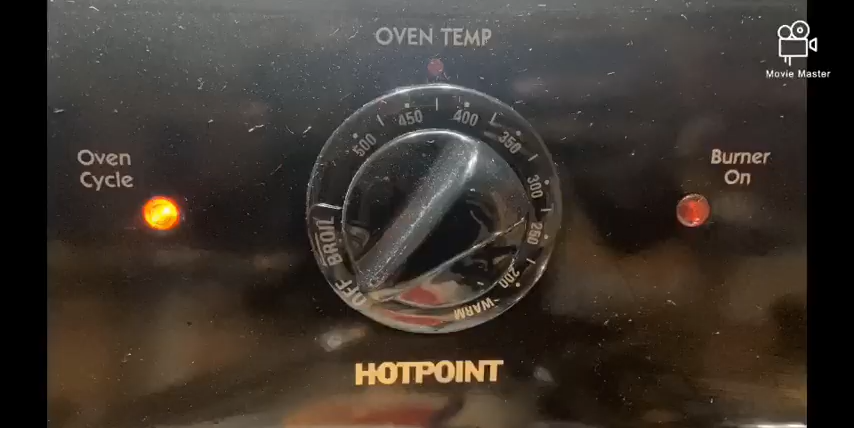 OVEN TEMP
Movie Master
Oven
Cycle
Burner
On
OFF
BROIL
500
450
400
350
300
250
200
WARM
HOTPOINT